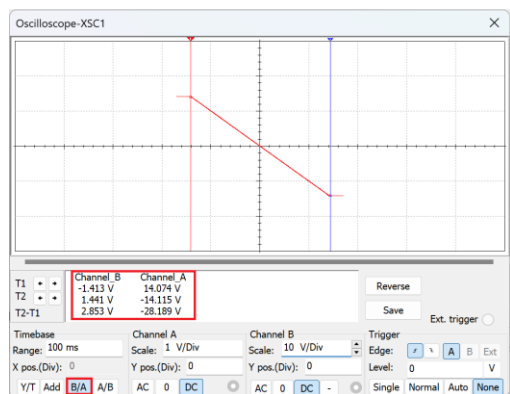 Oscilloscope-XSC1
Channel_B Channel_A
T1 -1.413 V 14.074 V
T2 1.441 V -14.115 V
T2-T1 2.853 V -28.189 V
Reverse
Save
Ext. trigger
Timebase Channel A Channel B Trigger
Range: 100 ms Scale: 1 V/Div Scale: 10 V/Div Edge: A B Ext
X pos.(Div): 0 Y pos.(Div): 0 Y pos.(Div): 0 Level: 0 V
Y/T Add B/A A/B AC 0 DC AC 0 DC - Single Normal Auto None